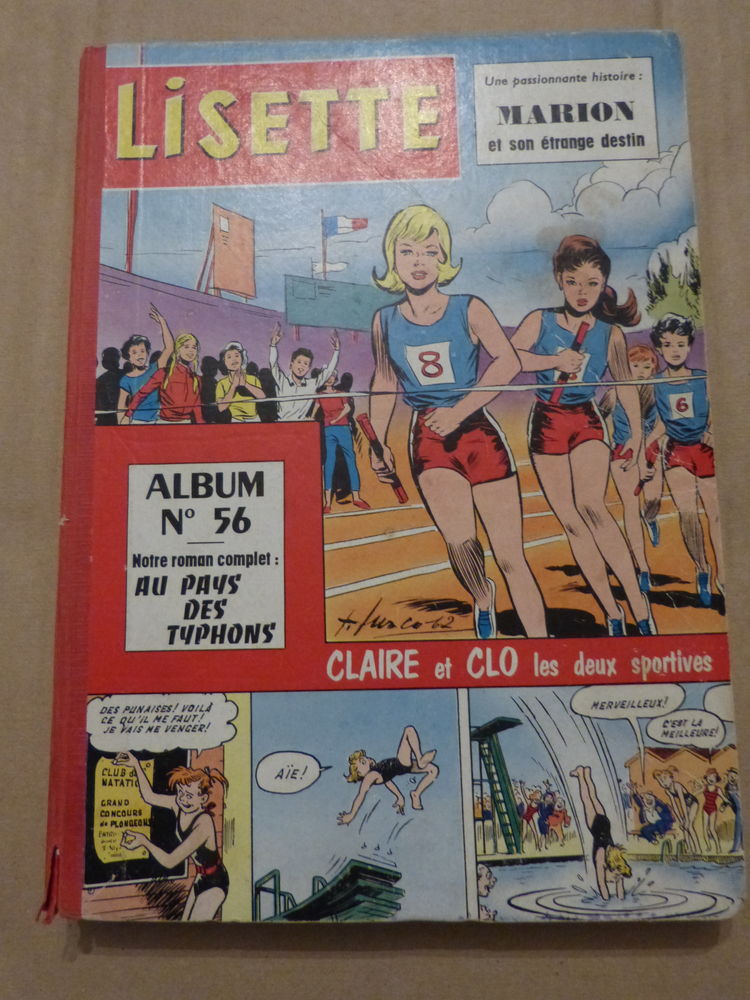 LiSETTE
Une passionnante histoire :
MARION
et son étrange destin
8
6
ALBUM
N° 56
Notre roman complet :
AU PAYS
DES
TYPHONS
62
CLAIRE et CLO les deux sportives
DES PUNAISES! VOILÀ
CE QU'IL ME FAUT!
JE VAIS ME VENGER!
CLUB de
NATATIO
GRAND
CONCOURS
de PLONGEONS
AÏE!
MERVEILLEUX!
C'EST LA
MEILLEURE!